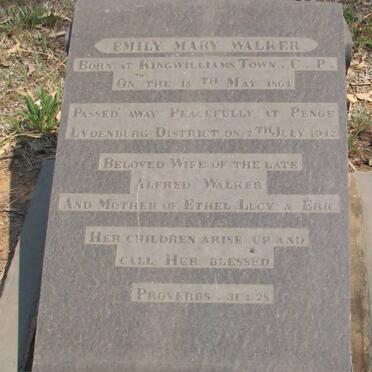 EMILY MARY WALKER
BORN AT KINGWILLIAMS TOWN. C. P.
ON THE 18TH MAY 1864
PASSED AWAY PEACEFULLY AT PENGE
LYDENBURG DISTRICT ON 7TH JULY 1942
BELOVED WIFE OF THE LATE
ALFRED WALKER
AND MOTHER OF ETHEL LUCY & ERIC
HER CHILDREN ARISE UP AND
CALL HER BLESSED
PROVERBS. 31: 28